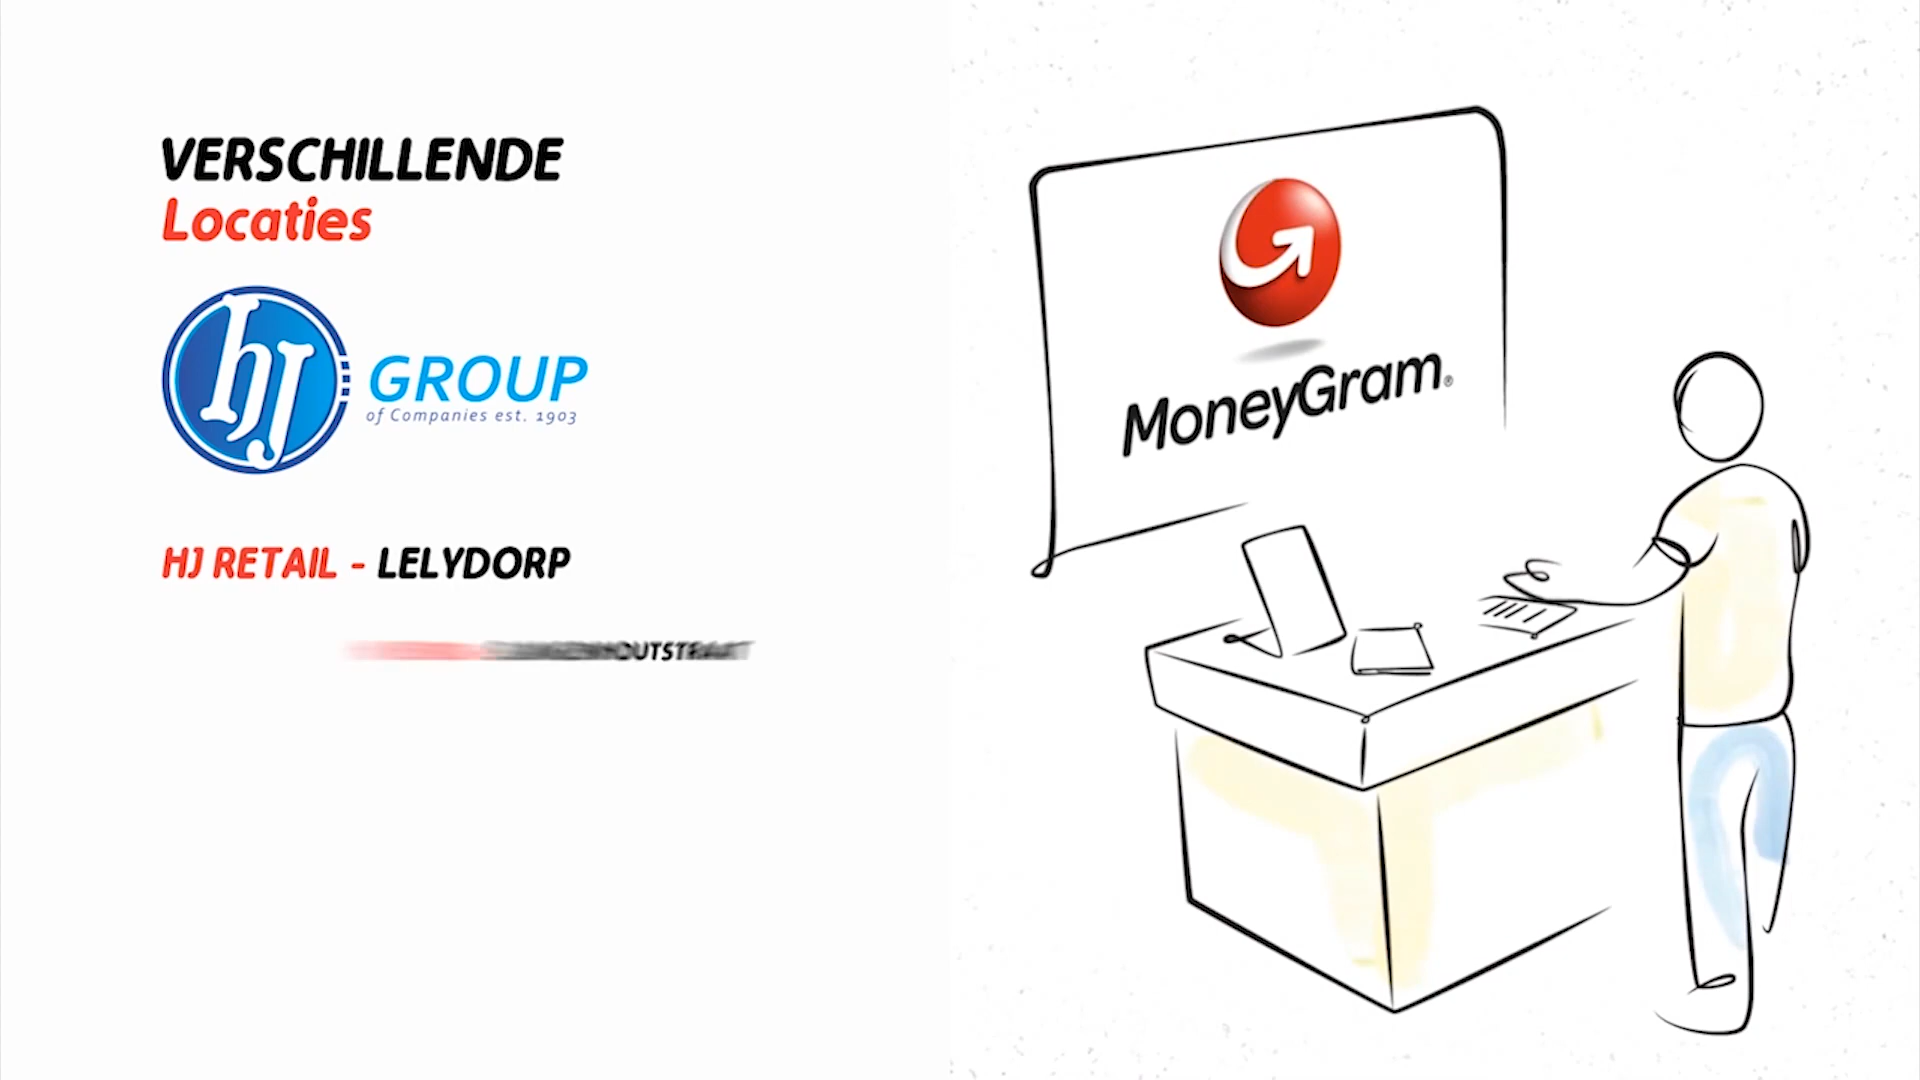 VERSCHILLENDE
Locaties
hJ GROUP
of Companies est. 1903
HJ RETAIL - LELYDORP
MoneyGram®